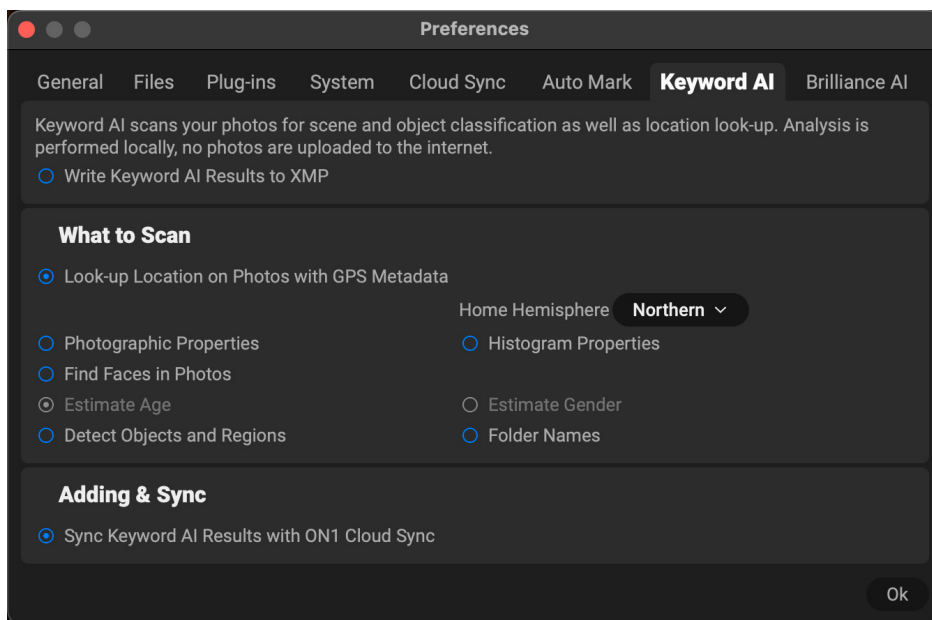 Preferences
General Files Plug-ins System Cloud Sync Auto Mark Keyword AI Brilliance AI
Keyword AI scans your photos for scene and object classification as well as location look-up. Analysis is
performed locally, no photos are uploaded to the internet.
Write Keyword AI Results to XMP
What to Scan
Look-up Location on Photos with GPS Metadata
Home Hemisphere Northern
Photographic Properties Histogram Properties
Find Faces in Photos
Estimate Age Estimate Gender
Detect Objects and Regions Folder Names
Adding & Sync
Sync Keyword AI Results with ON1 Cloud Sync
Ok